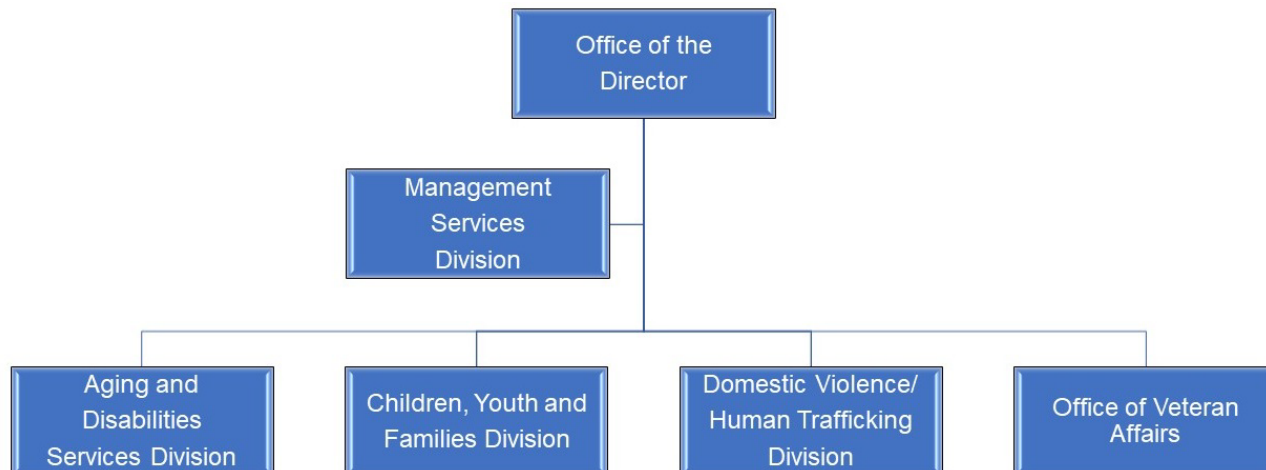 Office of the
Director
Management
Services
Division
Aging and
Disabilities
Services Division
Children, Youth and
Families Division
Domestic Violence/
Human Trafficking
Division
Office of Veteran
Affairs